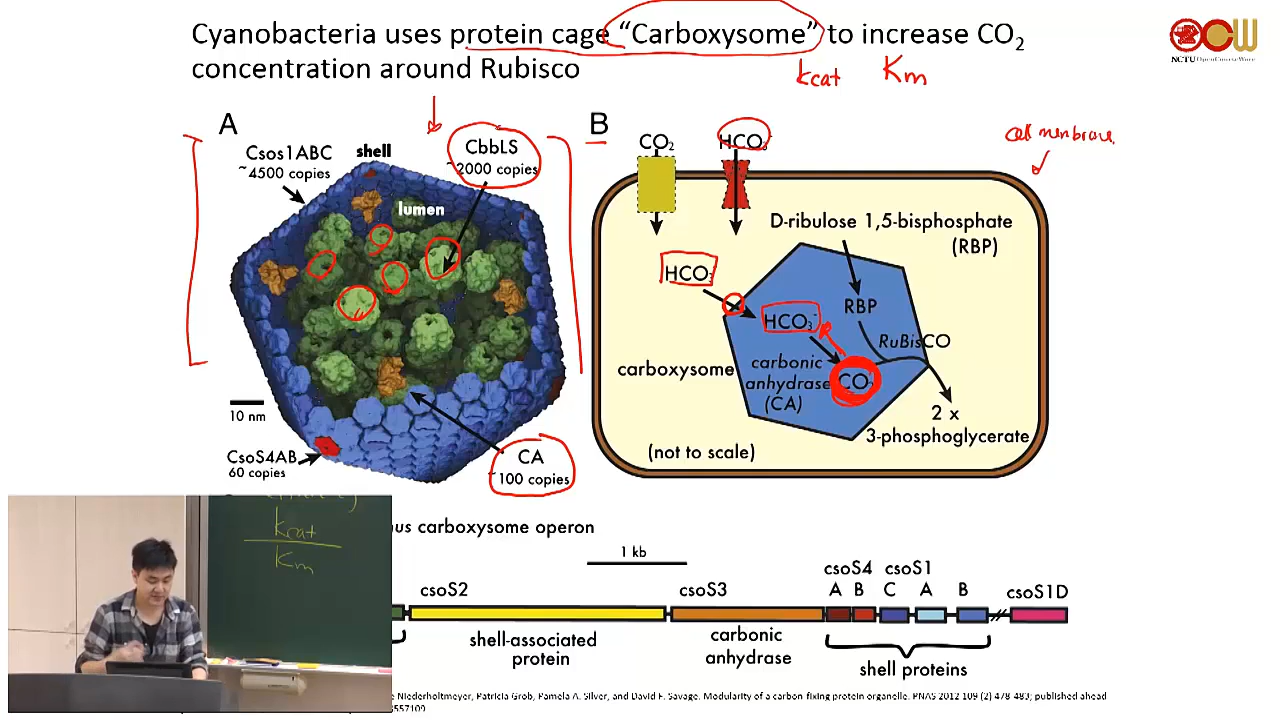 Cyanobacteria uses protein cage “Carboxysome” to increase CO2
concentration around Rubisco
kcat Km
NCTU OpenCourseWare
A
Csos1ABC
~4500 copies
shell
CbbLS
~2000 copies
lumen
10 nm
CsoS4AB
60 copies
CA
~100 copies
B
CO2
HCO3-
cell membrane
D-ribulose 1,5-bisphosphate
(RBP)
HCO3-
HCO3-
RBP
RuBisCO
carboxysome
carbonic
anhydrase
(CA)
CO2
2 x
3-phosphoglycerate
(not to scale)
kcat
Km
us carboxysome operon
1 kb
csoS2
csoS3
csoS4
A B
csoS1
C A B
csoS1D
shell-associated
protein
carbonic
anhydrase
shell proteins
e Niederholtmeyer, Patricia Grob, Pamela A. Silver, and David F. Savage. Modularity of a carbon-fixing protein organelle. PNAS 2012 109 (2) 478-483; published ahead
557109